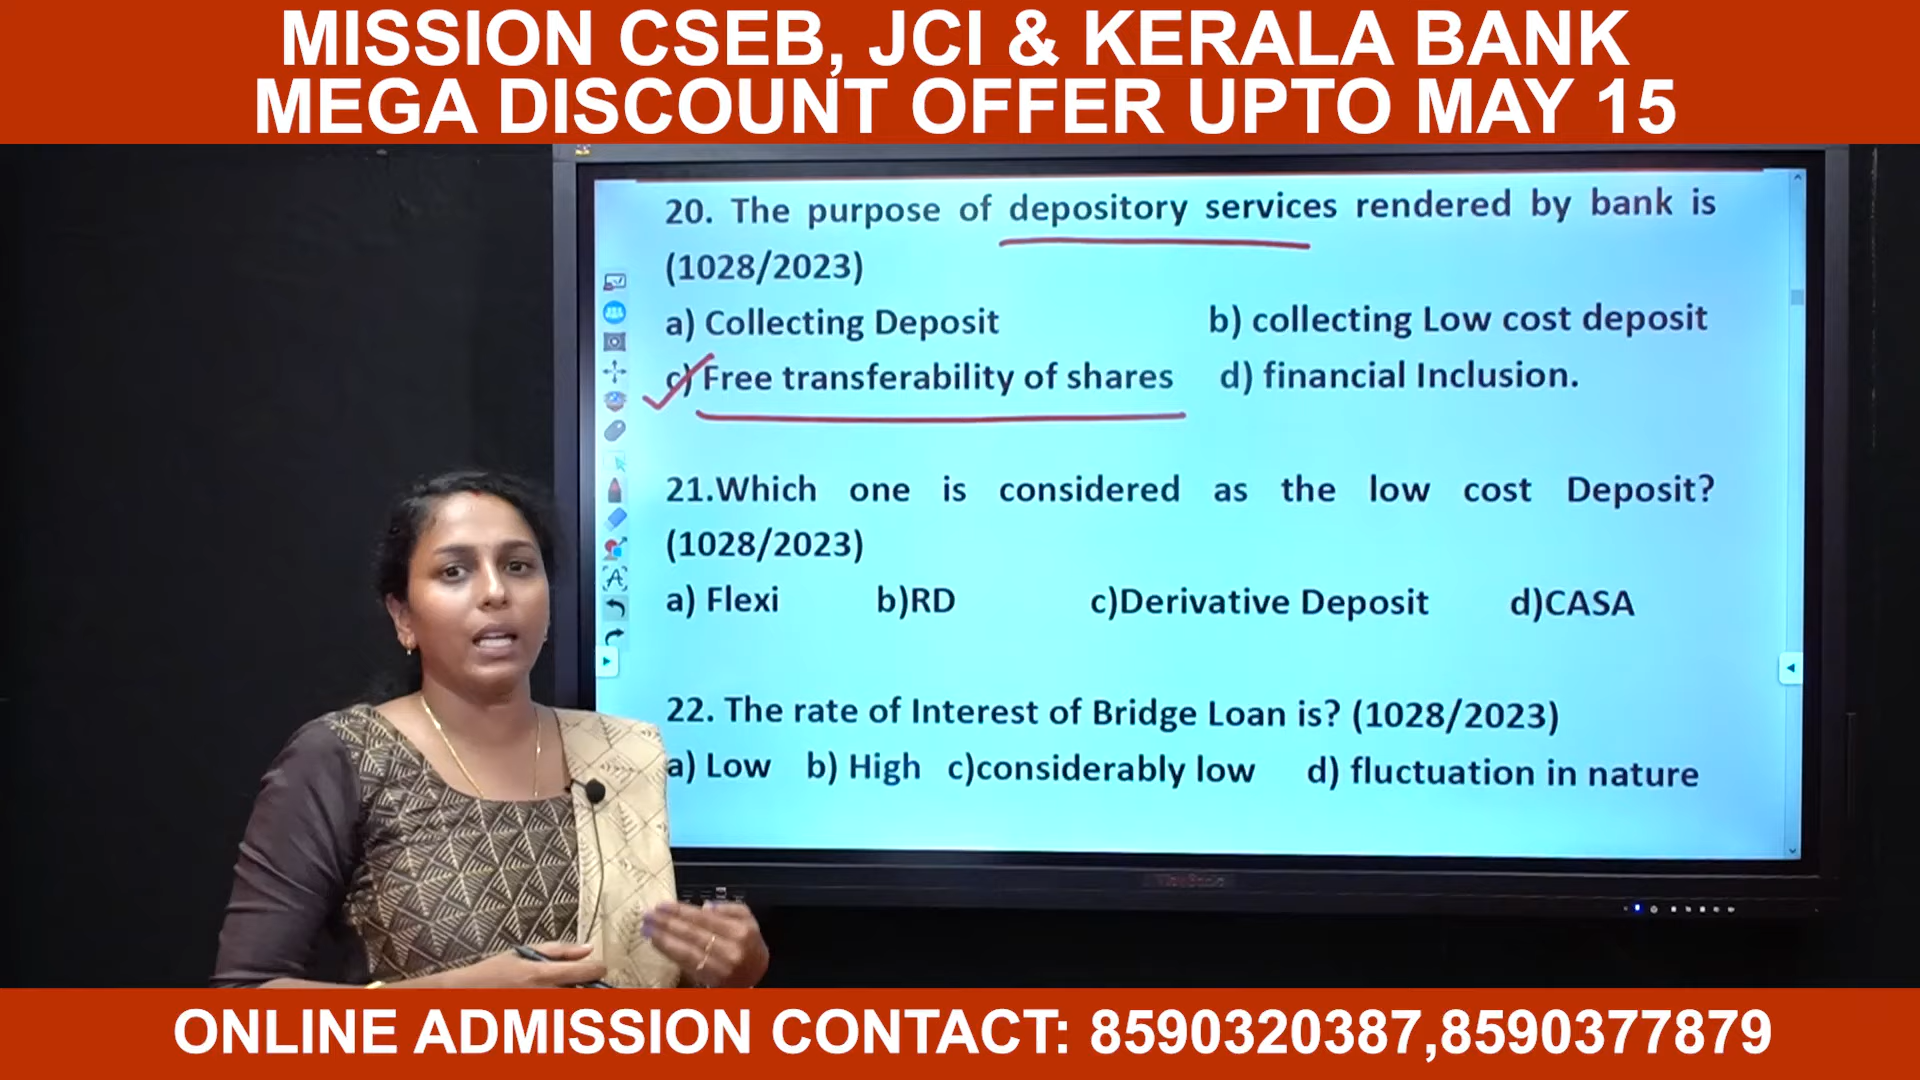 MISSION CSEB, JCI & KERALA BANK
MEGA DISCOUNT OFFER UPTO MAY 15
20. The purpose of depository services rendered by bank is
(1028/2023)
a) Collecting Deposit b) collecting Low cost deposit
c) Free transferability of shares d) financial Inclusion.
21.Which one is considered as the low cost Deposit?
(1028/2023)
a) Flexi b)RD c)Derivative Deposit d)CASA
22. The rate of Interest of Bridge Loan is? (1028/2023)
a) Low b) High c)considerably low d) fluctuation in nature
ONLINE ADMISSION CONTACT: 8590320387,8590377879